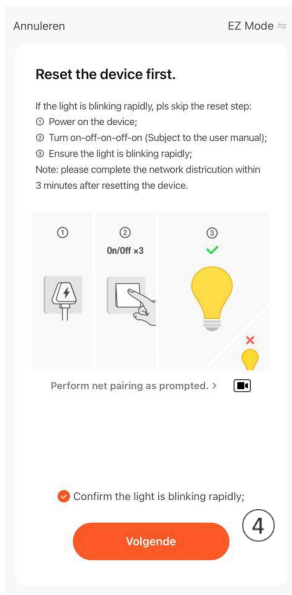 Annuleren
EZ Mode
Reset the device first.
If the light is blinking rapidly, pls skip the reset step:
① Power on the device;
② Turn on-off-on-off-on (Subject to the user manual);
③ Ensure the light is blinking rapidly;
Note: please complete the network districution within
3 minutes after resetting the device.
① ② ③
On/Off ×3
Perform net pairing as prompted. >
Confirm the light is blinking rapidly;
④
Volgende